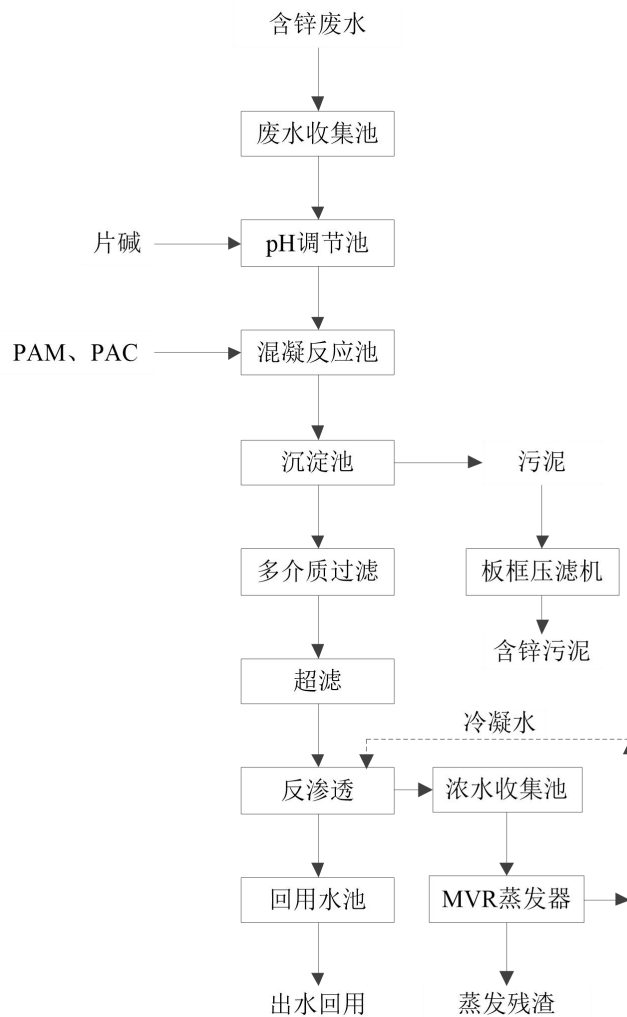 含锌废水
废水收集池
片碱
pH调节池
PAM、PAC
混凝反应池
沉淀池
污泥
多介质过滤
板框压滤机
含锌污泥
超滤
冷凝水
反渗透
浓水收集池
回用水池
MVR蒸发器
出水回用
蒸发残渣